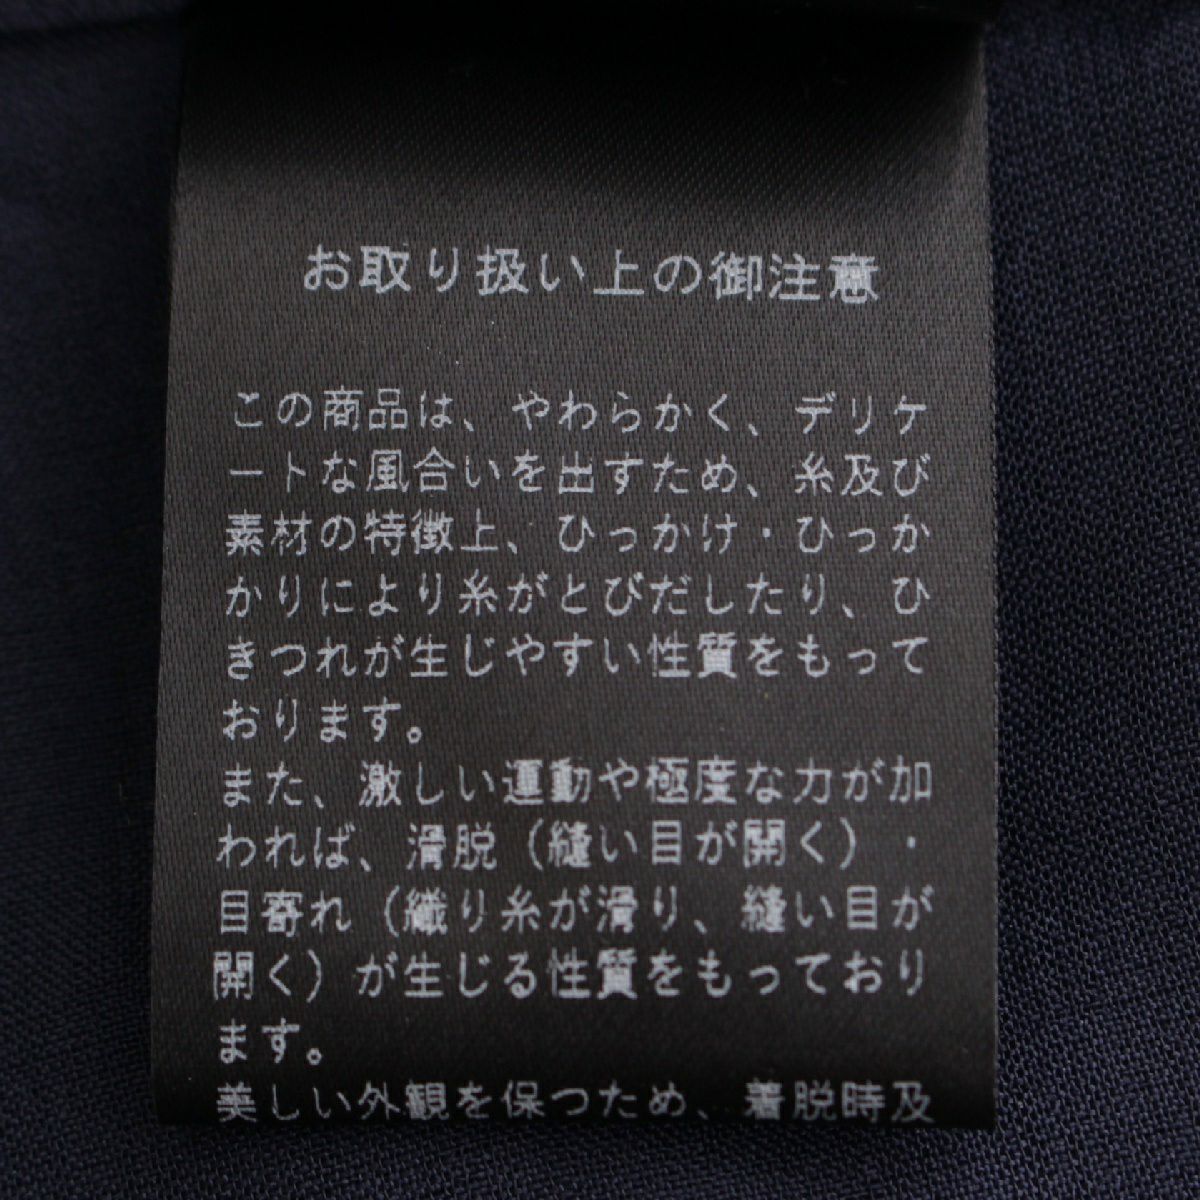 お取り扱い上の御注意
この商品は、やわらかく、デリケ
ートな風合いを出すため、糸及び
素材の特徴上、ひっかけ・ひっか
かりにより糸がとびだしたり、ひ
きつれが生じやすい性質をもって
おります。
また、激しい運動や極度な力が加
われば、滑脱（縫い目が開く）・
目寄れ（織り糸が滑り、縫い目が
開く）が生じる性質をもっており
ます。
美しい外観を保つため、着脱時及